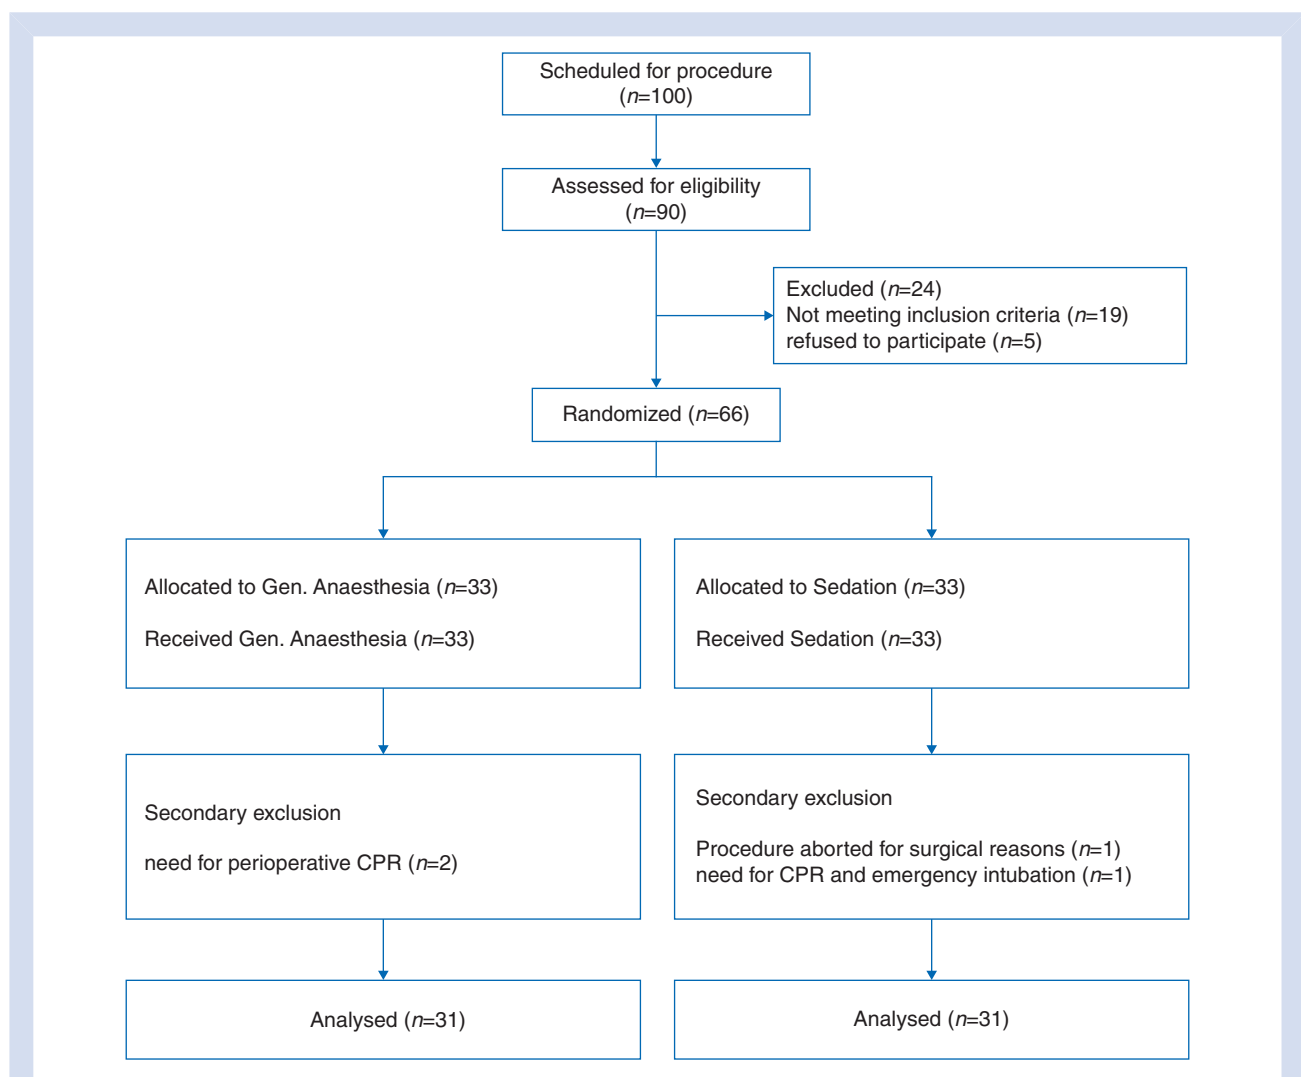 Scheduled for procedure
(n=100)
Assessed for eligibility
(n=90)
Excluded (n=24)
Not meeting inclusion criteria (n=19)
refused to participate (n=5)
Randomized (n=66)
Allocated to Gen. Anaesthesia (n=33)
Received Gen. Anaesthesia (n=33)
Allocated to Sedation (n=33)
Received Sedation (n=33)
Secondary exclusion
need for perioperative CPR (n=2)
Secondary exclusion
Procedure aborted for surgical reasons (n=1)
need for CPR and emergency intubation (n=1)
Analysed (n=31)
Analysed (n=31)